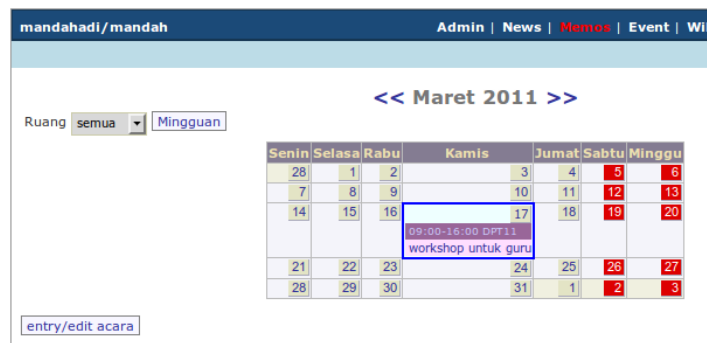 mandahadi/mandah Admin | News | Memos | Event | Wi
<< Maret 2011 >>
Ruang semua Mingguan
Senin Selasa Rabu Kamis Jumat Sabtu Minggu
28 1 2 3 4 5 6
7 8 9 10 11 12 13
14 15 16 17 18 19 20
09:00-16:00 DPT11
workshop untuk guru
21 22 23 24 25 26 27
28 29 30 31 1 2 3
entry/edit acara